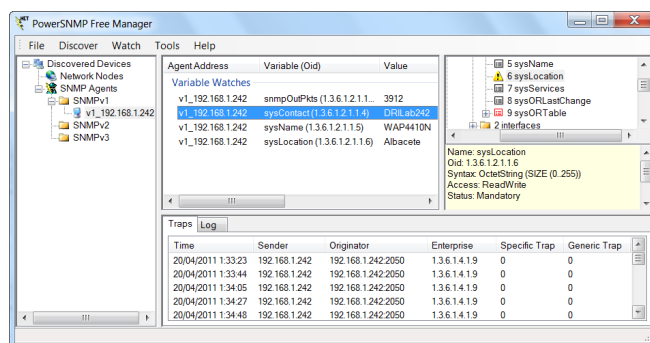 PowerSNMP Free Manager
File Discover Watch Tools Help
Discovered Devices
Network Nodes
SNMP Agents
SNMPv1
v1_192.168.1.242
SNMPv2
SNMPv3
Agent Address Variable (Oid) Value
Variable Watches
v1_192.168.1.242 snmpOutPkts (1.3.6.1.2.1.1... 3912
v1_192.168.1.242 sysContact (1.3.6.1.2.1.1.4) DRILab242
v1_192.168.1.242 sysName (1.3.6.1.2.1.1.5) WAP4410N
v1_192.168.1.242 sysLocation (1.3.6.1.2.1.1.6) Albacete
5 sysName
6 sysLocation
7 sysServices
8 sysORLastChange
9 sysORTable
2 interfaces
Name: sysLocation
Oid: 1.3.6.1.2.1.1.6
Syntax: OctetString (SIZE (0..255))
Access: ReadWrite
Status: Mandatory
Traps Log
Time Sender Originator Enterprise Specific Trap Generic Trap
20/04/2011 1:33:23 192.168.1.242 192.168.1.242:2050 1.3.6.1.4.1.9 0 0
20/04/2011 1:33:44 192.168.1.242 192.168.1.242:2050 1.3.6.1.4.1.9 0 0
20/04/2011 1:34:05 192.168.1.242 192.168.1.242:2050 1.3.6.1.4.1.9 0 0
20/04/2011 1:34:27 192.168.1.242 192.168.1.242:2050 1.3.6.1.4.1.9 0 0
20/04/2011 1:34:48 192.168.1.242 192.168.1.242:2050 1.3.6.1.4.1.9 0 0